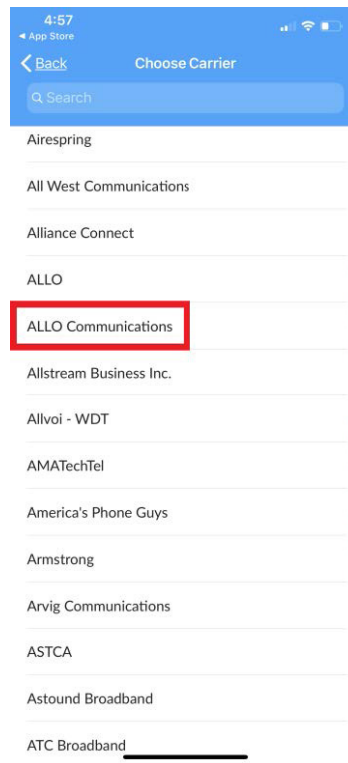 4:57
App Store
Back
Choose Carrier
Search
Airespring
All West Communications
Alliance Connect
ALLO
ALLO Communications
Allstream Business Inc.
Allvoi - WDT
AMATechTel
America's Phone Guys
Armstrong
Arvig Communications
ASTCA
Astound Broadband
ATC Broadband